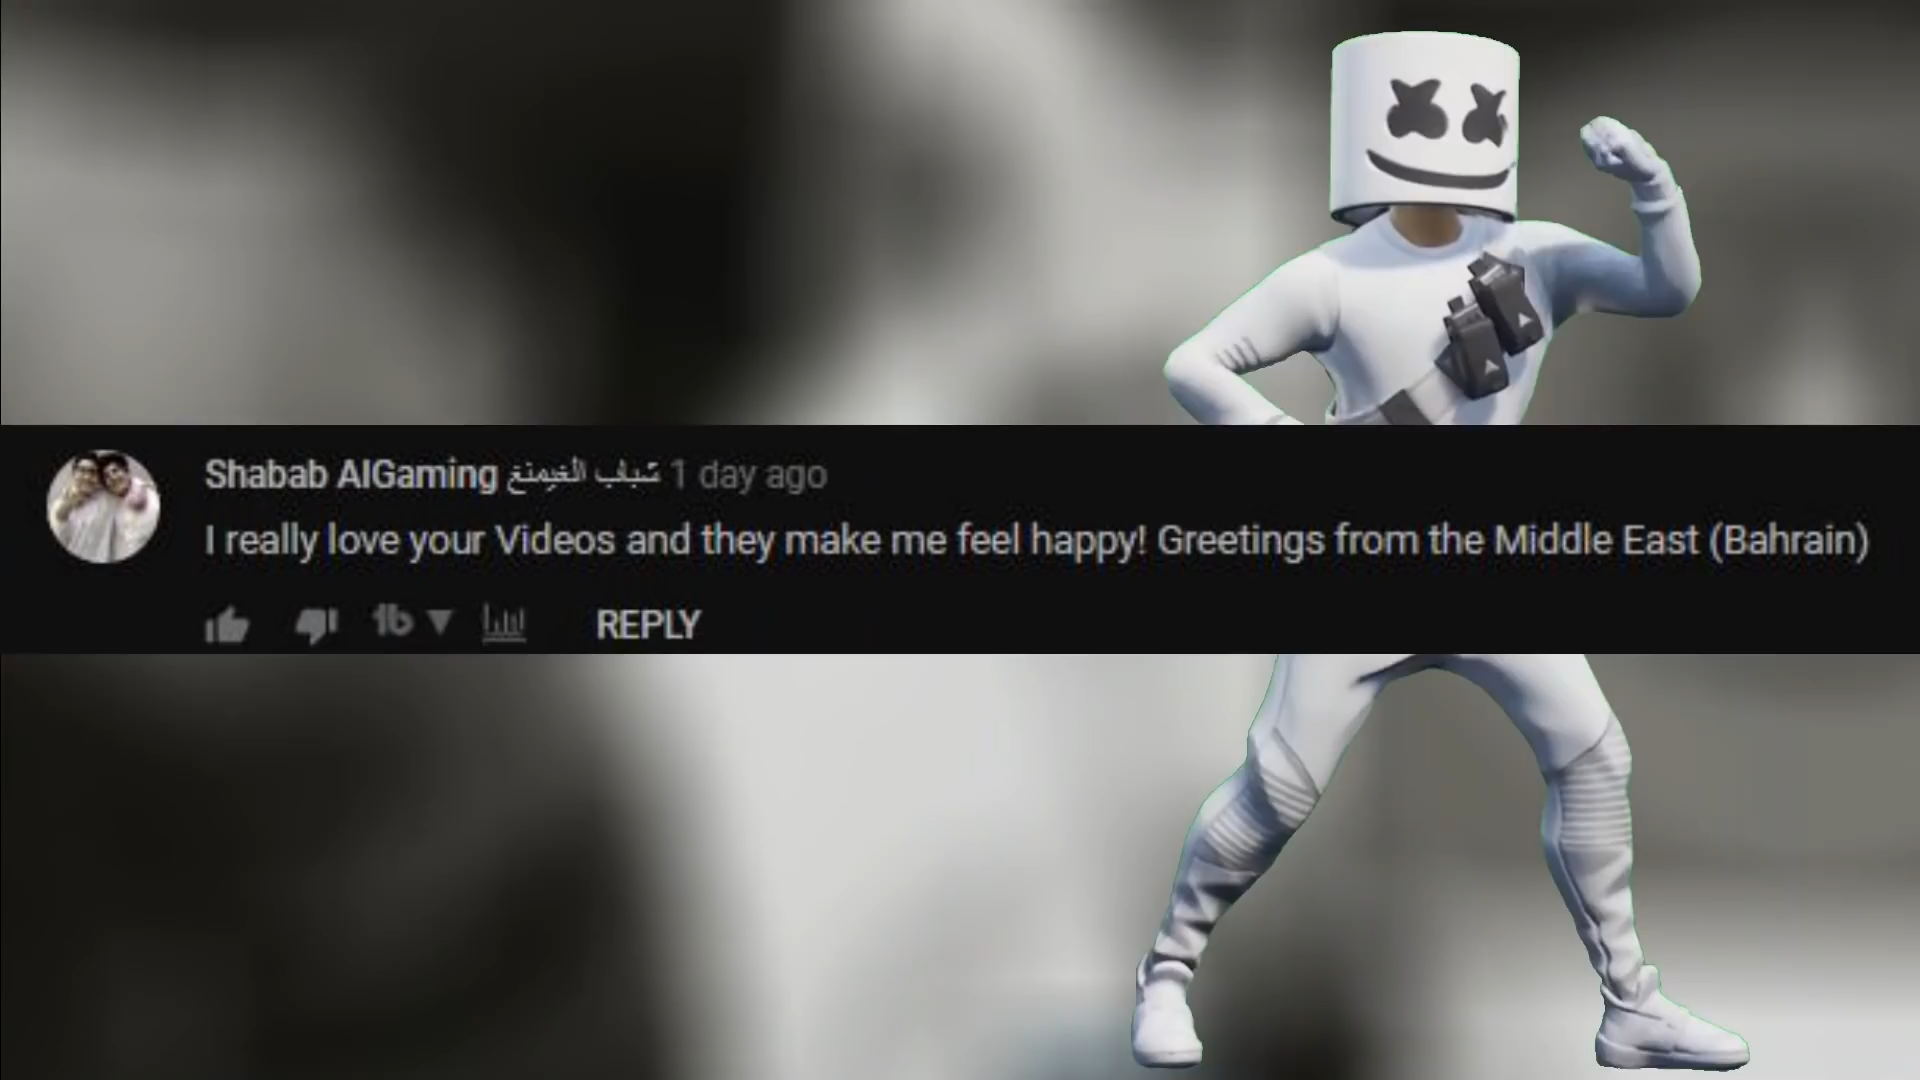 Shabab AlGaming شباب الغيمنغ 1 day ago
I really love your Videos and they make me feel happy! Greetings from the Middle East (Bahrain)
REPLY